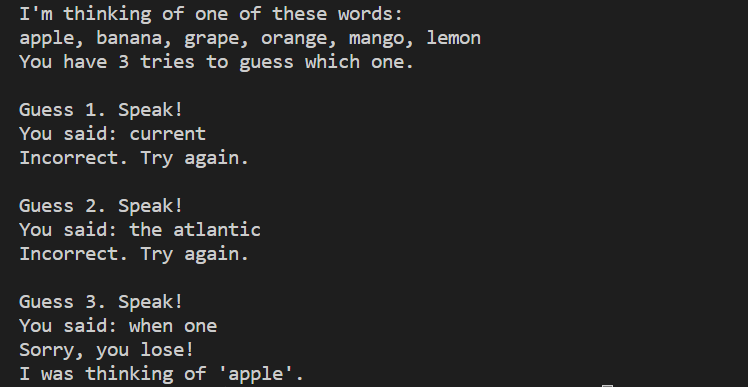 I'm thinking of one of these words:
apple, banana, grape, orange, mango, lemon
You have 3 tries to guess which one.
Guess 1. Speak!
You said: current
Incorrect. Try again.
Guess 2. Speak!
You said: the atlantic
Incorrect. Try again.
Guess 3. Speak!
You said: when one
Sorry, you lose!
I was thinking of 'apple'.